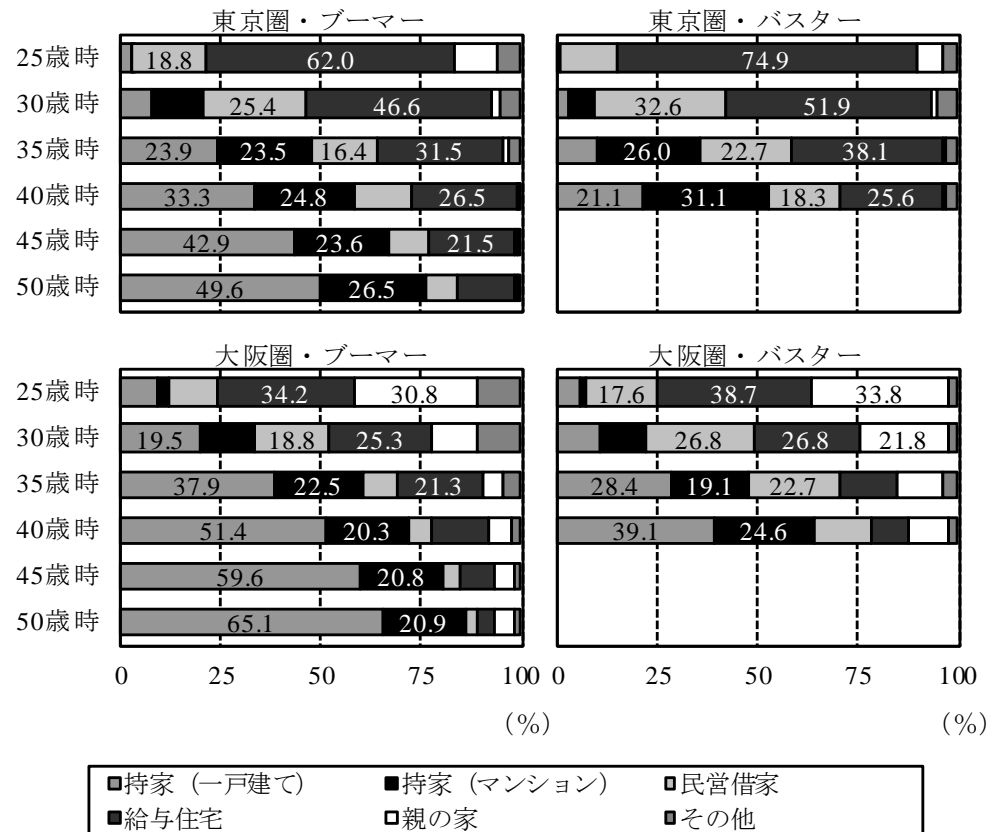 東京圏・ブーマー
東京圏・バスター
25歳時
18.8
62.0
74.9
30歳時
25.4
46.6
32.6
51.9
35歳時
23.9
23.5
16.4
31.5
26.0
22.7
38.1
40歳時
33.3
24.8
26.5
21.1
31.1
18.3
25.6
45歳時
42.9
23.6
21.5
50歳時
49.6
26.5
大阪圏・ブーマー
大阪圏・バスター
25歳時
34.2
30.8
17.6
38.7
33.8
30歳時
19.5
18.8
25.3
26.8
26.8
21.8
35歳時
37.9
22.5
21.3
28.4
19.1
22.7
40歳時
51.4
20.3
39.1
24.6
45歳時
59.6
20.8
50歳時
65.1
20.9
0 25 50 75 100
0 25 50 75 100
(%)
(%)
持家（一戸建て）
持家（マンション）
民営借家
給与住宅
親の家
その他